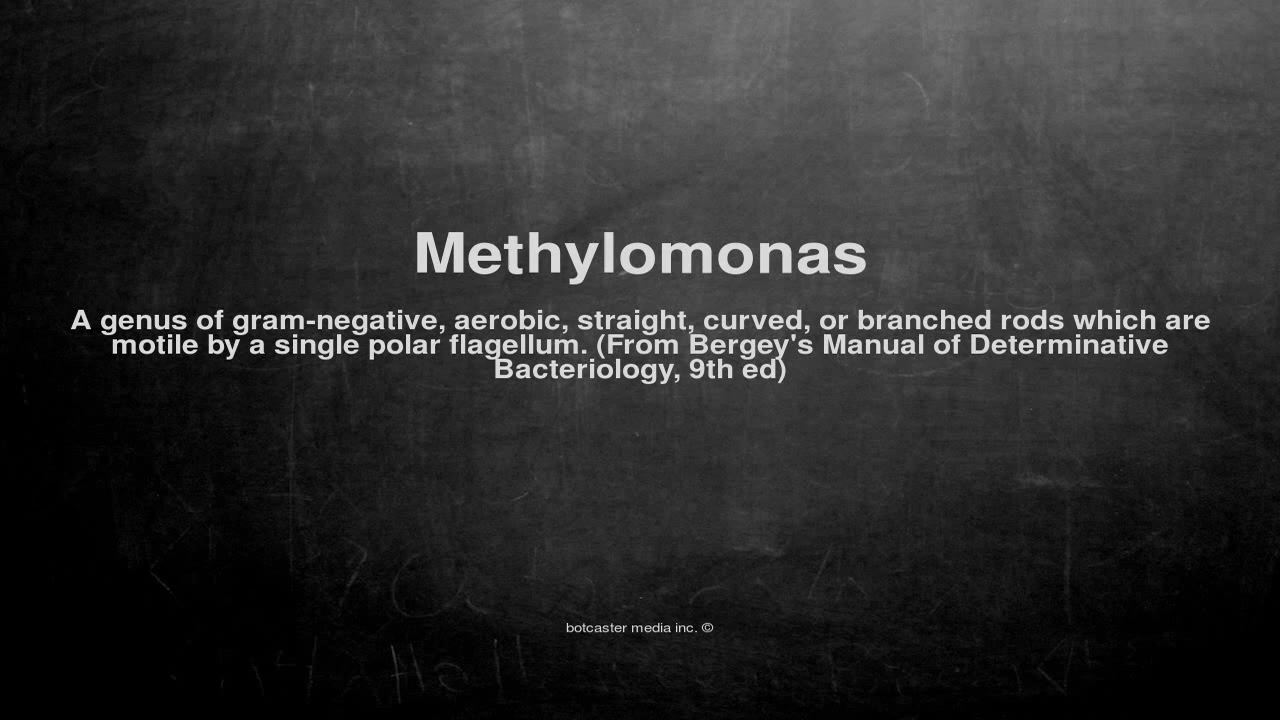 Methylomonas
A genus of gram-negative, aerobic, straight, curved, or branched rods which are
motile by a single polar flagellum. (From Bergey's Manual of Determinative
Bacteriology, 9th ed)
botcaster media inc. ©